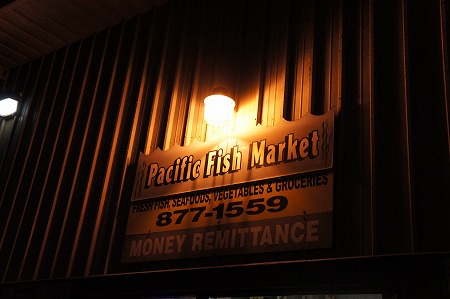 Pacific Fish Market
FRESH FISH, SEAFOODS, VEGETABLES & GROCERIES
877-1559
MONEY REMITTANCE